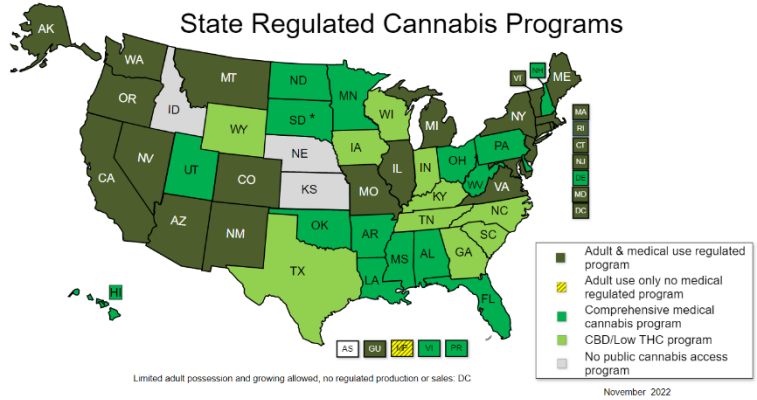 State Regulated Cannabis Programs
AK
WA
OR
CA
NV
ID
MT
WY
UT
CO
AZ
NM
ND
SD *
NE
KS
OK
TX
MN
IA
MO
AR
LA
WI
IL
MI
IN
OH
KY
TN
MS
AL
GA
FL
SC
NC
VA
WV
PA
NY
VT
NH
ME
MA
RI
CT
NJ
DE
MD
DC
HI
AS
GU
MP
VI
PR
Adult & medical use regulated
program
Adult use only no medical
regulated program
Comprehensive medical
cannabis program
CBD/Low THC program
No public cannabis access
program
Limited adult possession and growing allowed, no regulated production or sales: DC
November 2022